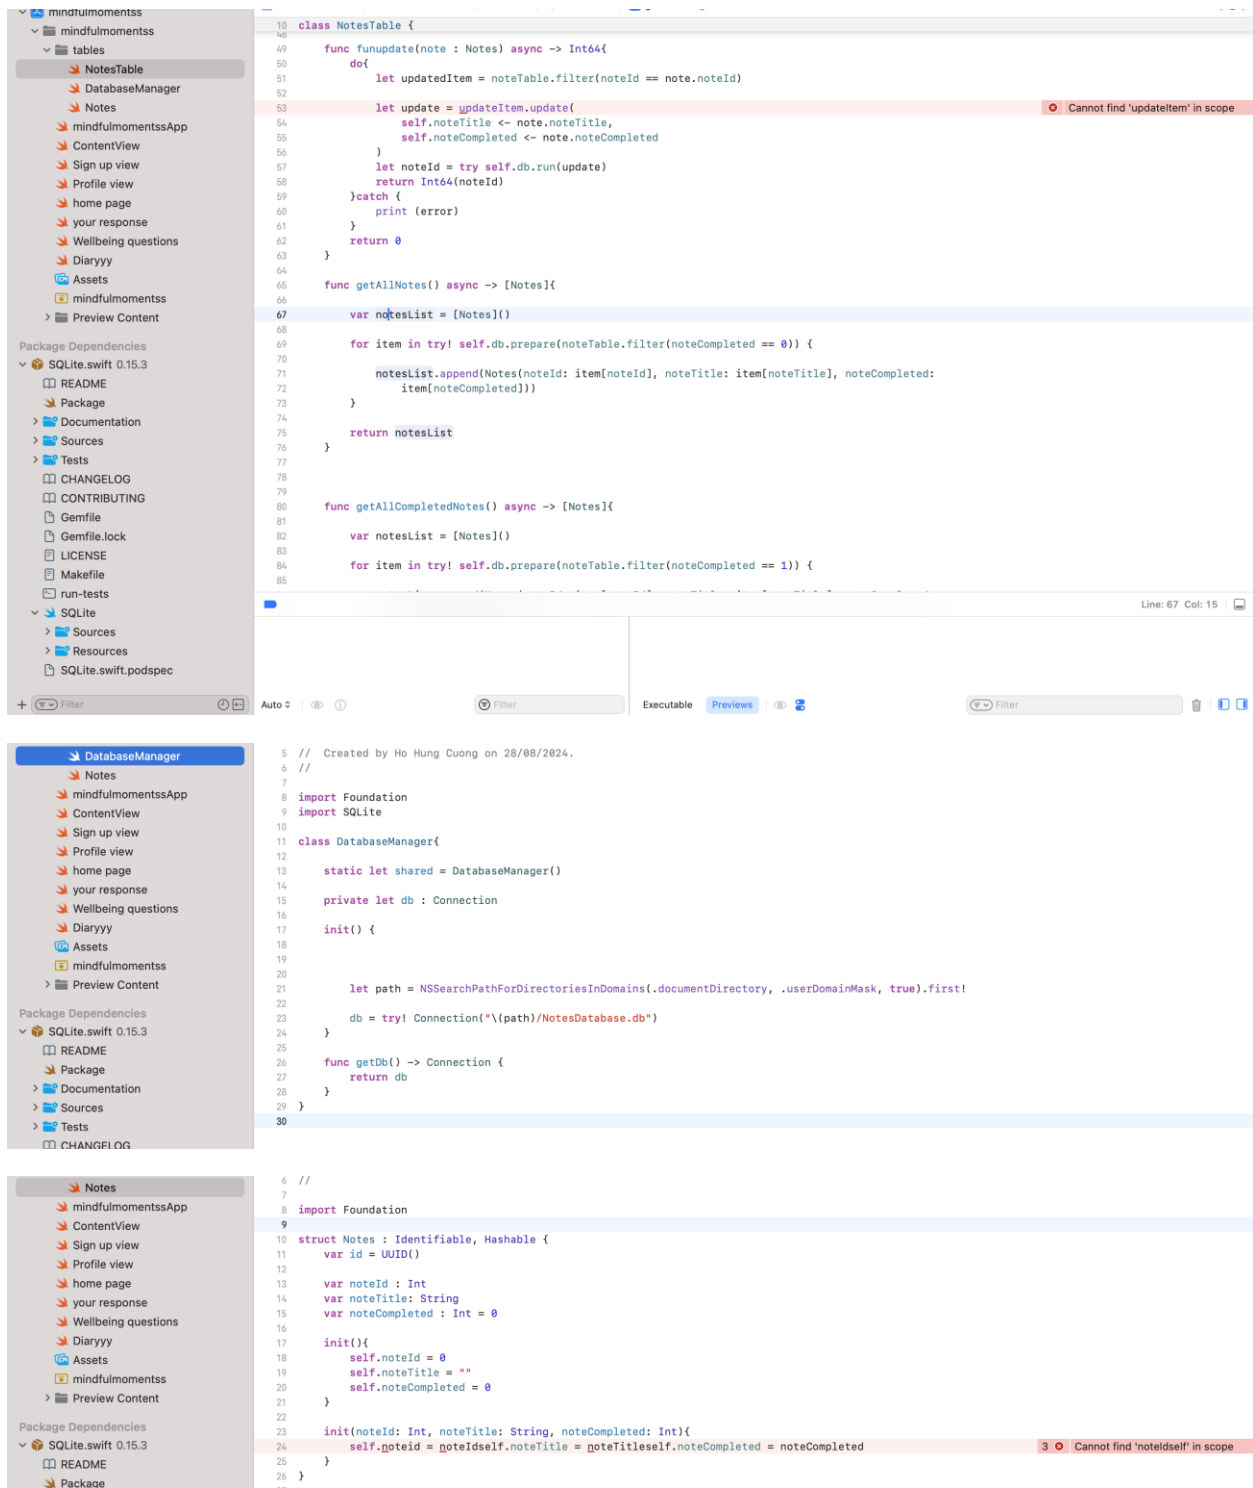 mindfulmomentss
mindfulmomentss
tables
NotesTable
DatabaseManager
Notes
mindfulmomentssApp
ContentView
Sign up view
Profile view
home page
your response
Wellbeing questions
Diaryyy
Assets
mindfulmomentss
Preview Content
Package Dependencies
SQLite.swift 0.15.3
README
Package
Documentation
Sources
Tests
CHANGELOG
CONTRIBUTING
Gemfile
Gemfile.lock
LICENSE
Makefile
run-tests
SQLite
Sources
Resources
SQLite.swift.podspec
Filter
10 class NotesTable {
48
49 func funupdate(note : Notes) async -> Int64{
50 do{
51 let updatedItem = noteTable.filter(noteId == note.noteId)
52
53 let update = updateItem.update( Cannot find 'updateItem' in scope
54 self.noteTitle <- note.noteTitle,
55 self.noteCompleted <- note.noteCompleted
56 )
57 let noteId = try self.db.run(update)
58 return Int64(noteId)
59 }catch {
60 print (error)
61 }
62 return 0
63 }
64
65 func getAllNotes() async -> [Notes]{
66
67 var notesList = [Notes]()
68
69 for item in try! self.db.prepare(noteTable.filter(noteCompleted == 0)) {
70
71 notesList.append(Notes(noteId: item[noteId], noteTitle: item[noteTitle], noteCompleted:
72 item[noteCompleted]))
73 }
74
75 return notesList
76 }
77
78
79
80 func getAllCompletedNotes() async -> [Notes]{
81
82 var notesList = [Notes]()
83
84 for item in try! self.db.prepare(noteTable.filter(noteCompleted == 1)) {
85
Line: 67 Col: 15
Auto
Filter
Executable Previews
Filter
DatabaseManager
Notes
mindfulmomentssApp
ContentView
Sign up view
Profile view
home page
your response
Wellbeing questions
Diaryyy
Assets
mindfulmomentss
Preview Content
Package Dependencies
SQLite.swift 0.15.3
README
Package
Documentation
Sources
Tests
CHANGELOG
5 // Created by Ho Hung Cuong on 28/08/2024.
6 //
7
8 import Foundation
9 import SQLite
10
11 class DatabaseManager{
12
13 static let shared = DatabaseManager()
14
15 private let db : Connection
16
17 init() {
18
19
20
21 let path = NSSearchPathForDirectoriesInDomains(.documentDirectory, .userDomainMask, true).first!
22
23 db = try! Connection("\(path)/NotesDatabase.db")
24 }
25
26 func getDb() -> Connection {
27 return db
28 }
29 }
30
Notes
mindfulmomentssApp
ContentView
Sign up view
Profile view
home page
your response
Wellbeing questions
Diaryyy
Assets
mindfulmomentss
Preview Content
Package Dependencies
SQLite.swift 0.15.3
README
Package
6 //
7
8 import Foundation
9
10 struct Notes : Identifiable, Hashable {
11 var id = UUID()
12
13 var noteId : Int
14 var noteTitle: String
15 var noteCompleted : Int = 0
16
17 init(){
18 self.noteId = 0
19 self.noteTitle = ""
20 self.noteCompleted = 0
21 }
22
23 init(noteId: Int, noteTitle: String, noteCompleted: Int){
24 self.noteid = noteIdself.noteTitle = noteTitleself.noteCompleted = noteCompleted 3 Cannot find 'noteIdself' in scope
25 }
26 }